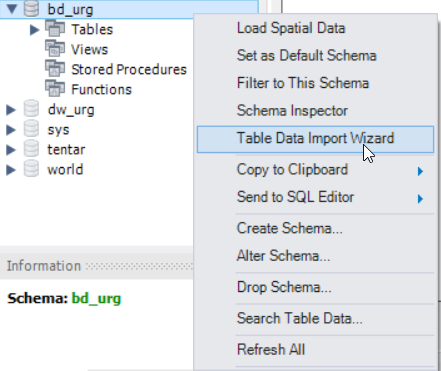 bd_urg
Tables
Views
Stored Procedures
Functions
dw_urg
sys
tentar
world
Information
Schema: bd_urg
Load Spatial Data
Set as Default Schema
Filter to This Schema
Schema Inspector
Table Data Import Wizard
Copy to Clipboard
Send to SQL Editor
Create Schema...
Alter Schema...
Drop Schema...
Search Table Data...
Refresh All